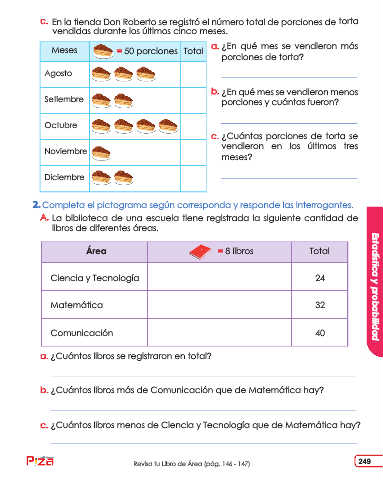 c. En la tienda Don Roberto se registró el número total de porciones de torta
vendidas durante los últimos cinco meses.
Meses = 50 porciones Total
Agosto
Setiembre
Octubre
Noviembre
Diciembre
a. ¿En qué mes se vendieron más
porciones de torta?
b. ¿En qué mes se vendieron menos
porciones y cuántas fueron?
c. ¿Cuántas porciones de torta se
vendieron en los últimos tres
meses?
2. Completa el pictograma según corresponda y responde las interrogantes.
A. La biblioteca de una escuela tiene registrada la siguiente cantidad de
libros de diferentes áreas.
Área = 8 libros Total
Ciencia y Tecnología 24
Matemática 32
Comunicación 40
a. ¿Cuántos libros se registraron en total?
b. ¿Cuántos libros más de Comunicación que de Matemática hay?
c. ¿Cuántos libros menos de Ciencia y Tecnología que de Matemática hay?
Estadística y probabilidad
Revisa tu Libro de Área (pág. 146 - 147)
249